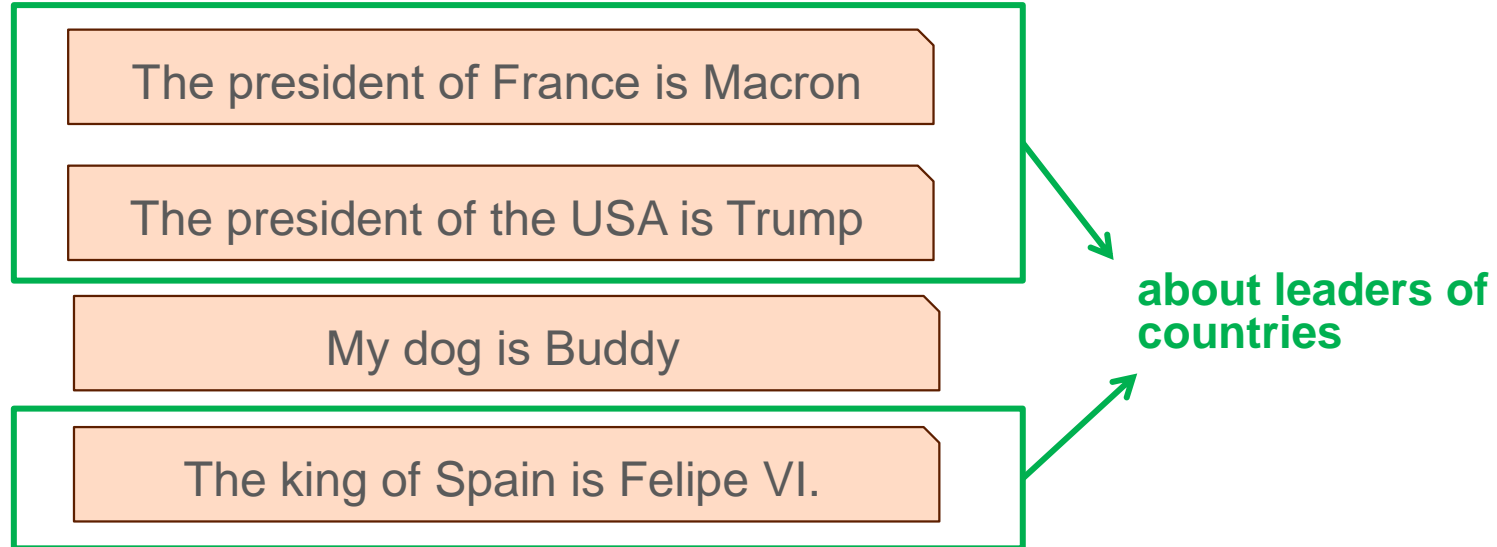 The president of France is Macron
The president of the USA is Trump
about leaders of
countries
My dog is Buddy
The king of Spain is Felipe VI.